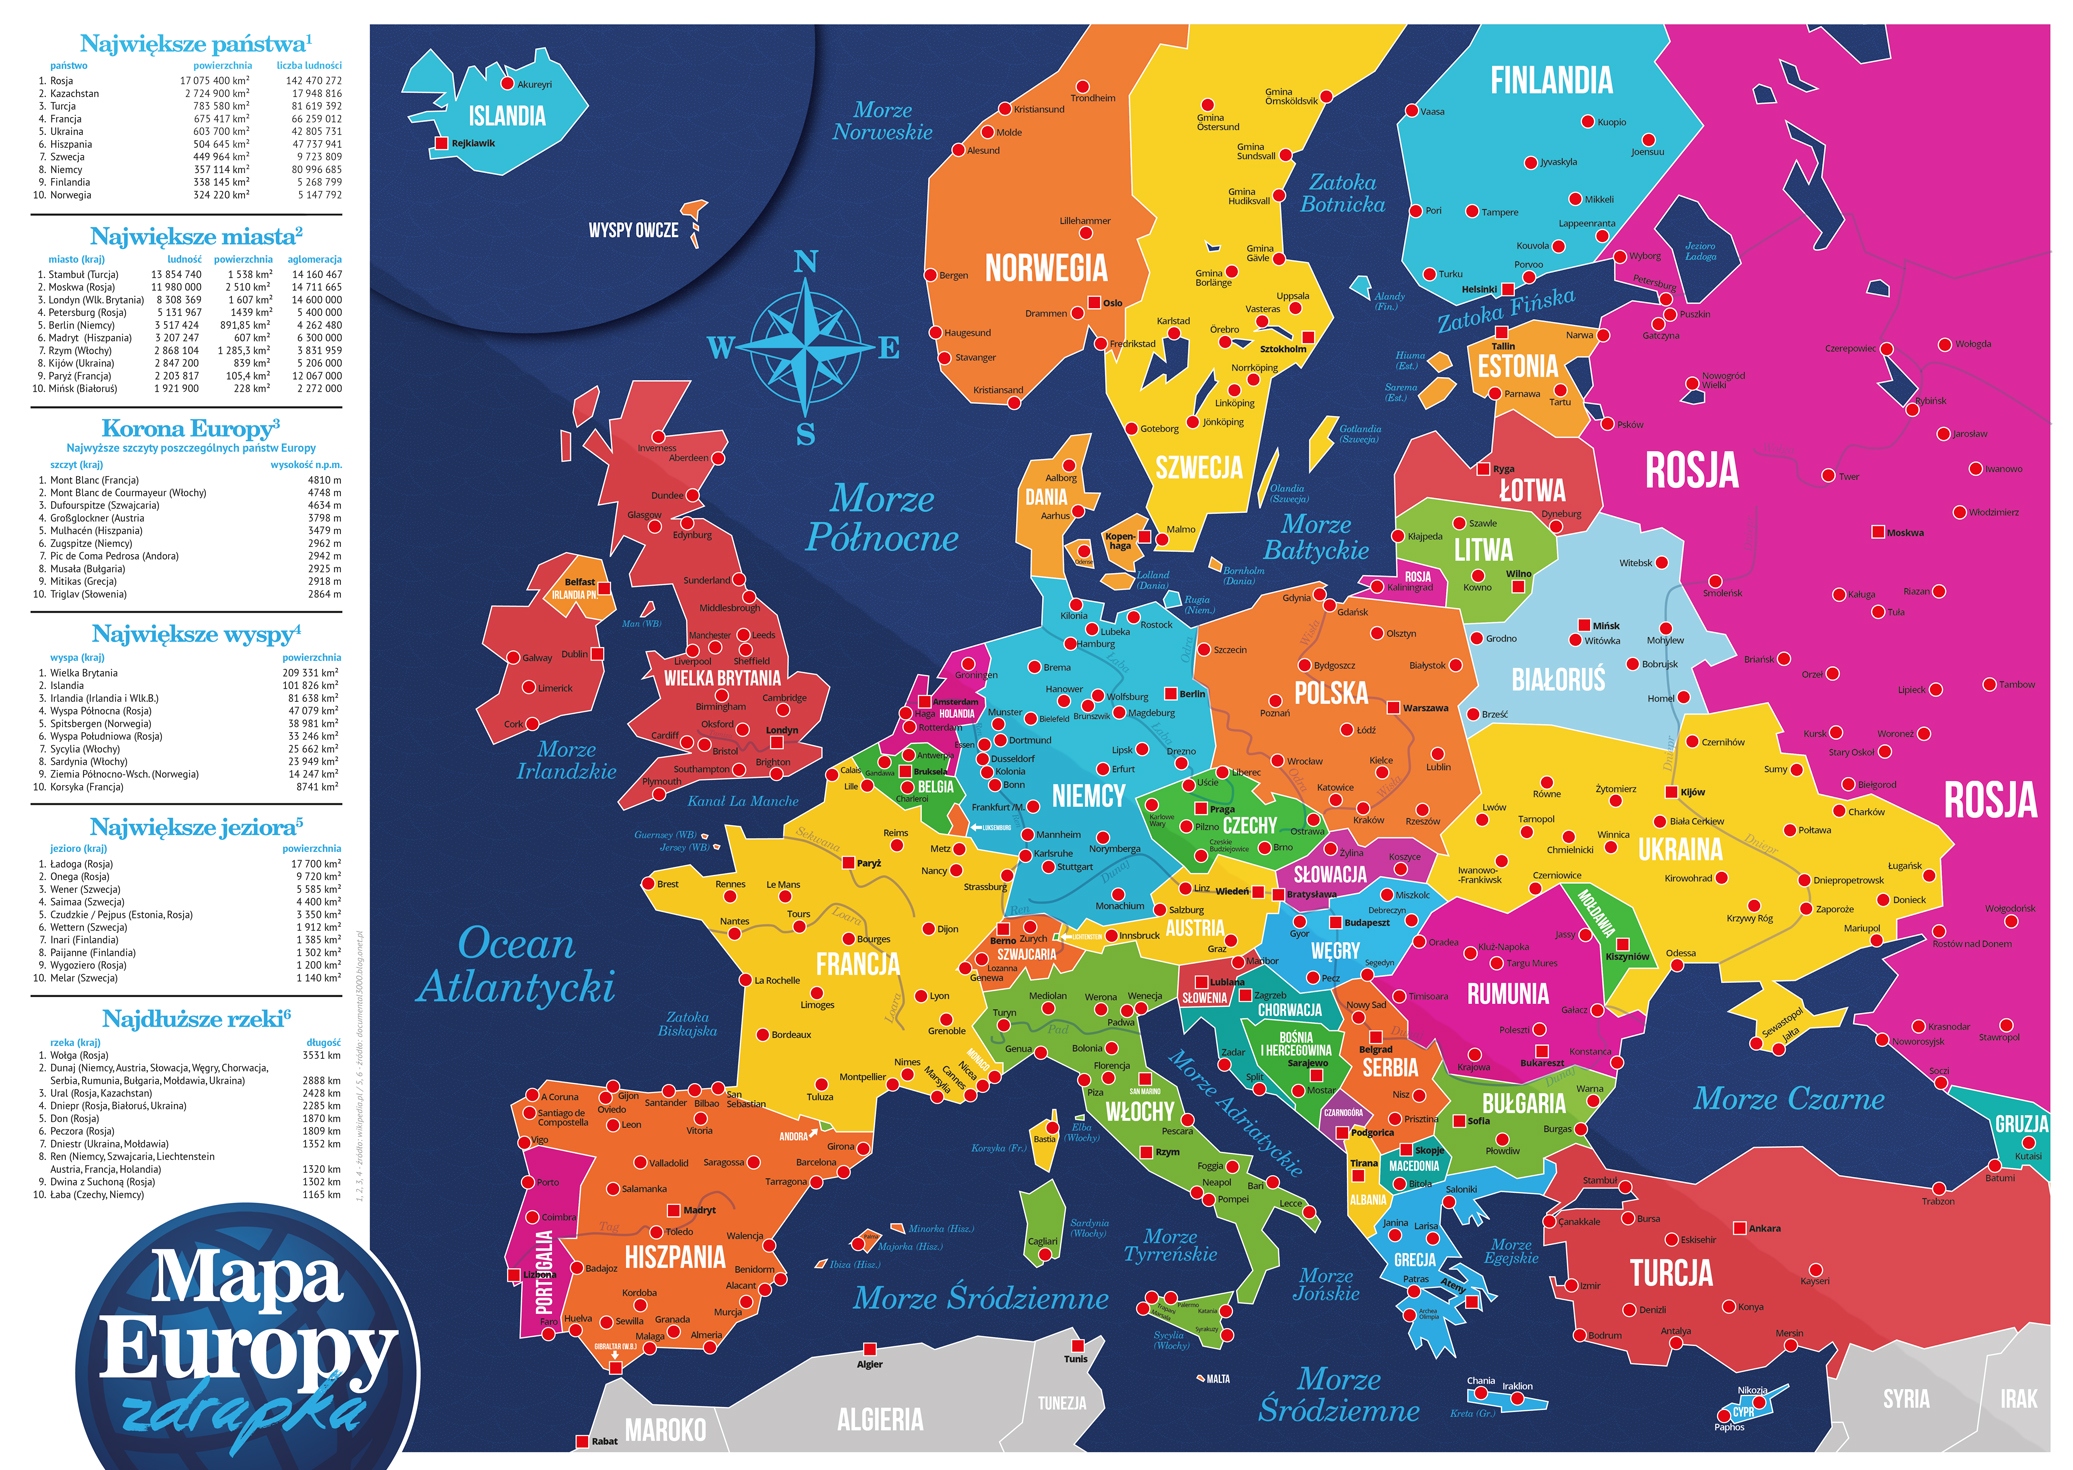 Największe państwa¹
państwo powierzchnia liczba ludności
1. Rosja 17 075 400 km² 142 470 272
2. Kazachstan 2 724 900 km² 17 948 816
3. Turcja 783 580 km² 81 619 392
4. Francja 675 417 km² 66 259 012
5. Ukraina 603 700 km² 42 805 731
6. Hiszpania 504 645 km² 47 737 941
7. Szwecja 449 964 km² 9 723 809
8. Niemcy 357 114 km² 80 996 685
9. Finlandia 338 145 km² 5 268 799
10. Norwegia 324 220 km² 5 147 792
Największe miasta²
miasto (kraj) ludność powierzchnia aglomeracja
1. Stambuł (Turcja) 13 854 740 1 538 km² 14 160 467
2. Moskwa (Rosja) 11 980 000 2 510 km² 14 711 665
3. Londyn (Wlk. Brytania) 8 308 369 1 607 km² 14 600 000
4. Petersburg (Rosja) 5 131 967 1439 km² 5 400 000
5. Berlin (Niemcy) 3 517 424 891,85 km² 4 262 480
6. Madryt (Hiszpania) 3 207 247 607 km² 6 300 000
7. Rzym (Włochy) 2 868 104 1 285,3 km² 3 831 959
8. Kijów (Ukraina) 2 847 200 839 km² 5 206 000
9. Paryż (Francja) 2 203 817 105,4 km² 12 067 000
10. Mińsk (Białoruś) 1 921 900 228 km² 2 272 000
Korona Europy³
Najwyższe szczyty poszczególnych państw Europy
szczyt (kraj) wysokość n.p.m.
1. Mont Blanc (Francja) 4810 m
2. Mont Blanc de Courmayeur (Włochy) 4748 m
3. Dufourspitze (Szwajcaria) 4634 m
4. Großglockner (Austria 3798 m
5. Mulhacén (Hiszpania) 3479 m
6. Zugspitze (Niemcy) 2962 m
7. Pic de Coma Pedrosa (Andora) 2942 m
8. Musała (Bułgaria) 2925 m
9. Mitikas (Grecja) 2918 m
10. Triglav (Słowenia) 2864 m
Największe wyspy⁴
wyspa (kraj) powierzchnia
1. Wielka Brytania 209 331 km²
2. Islandia 101 826 km²
3. Irlandia (Irlandia i Wlk.B.) 81 638 km²
4. Wyspa Północna (Rosja) 47 079 km²
5. Spitsbergen (Norwegia) 38 981 km²
6. Wyspa Południowa (Rosja) 33 246 km²
7. Sycylia (Włochy) 25 662 km²
8. Sardynia (Włochy) 23 949 km²
9. Ziemia Północno-Wsch. (Norwegia) 14 247 km²
10. Korsyka (Francja) 8741 km²
Największe jeziora⁵
jezioro (kraj) powierzchnia
1. Ładoga (Rosja) 17 700 km²
2. Onega (Rosja) 9 720 km²
3. Wener (Szwecja) 5 585 km²
4. Saimaa (Szwecja) 4 400 km²
5. Czudzkie / Pejpus (Estonia, Rosja) 3 350 km²
6. Wettern (Szwecja) 1 912 km²
7. Inari (Finlandia) 1 385 km²
8. Paijanne (Finlandia) 1 302 km²
9. Wygoziero (Rosja) 1 200 km²
10. Melar (Szwecja) 1 140 km²
Najdłuższe rzeki⁶
rzeka (kraj) długość
1. Wołga (Rosja) 3531 km
2. Dunaj (Niemcy, Austria, Słowacja, Węgry, Chorwacja,
Serbia, Rumunia, Bułgaria, Mołdawia, Ukraina) 2888 km
3. Ural (Rosja, Kazachstan) 2428 km
4. Dniepr (Rosja, Białoruś, Ukraina) 2285 km
5. Don (Rosja) 1870 km
6. Peczora (Rosja) 1809 km
7. Dniestr (Ukraina, Mołdawia) 1352 km
8. Ren (Niemcy, Szwajcaria, Liechtenstein
Austria, Francja, Holandia) 1320 km
9. Dwina z Suchoną (Rosja) 1302 km
10. Łaba (Czechy, Niemcy) 1165 km
1, 2, 3, 4 - źródło: wikipedia.pl / 5, 6 - źródło: documental3000.blog.onet.pl
Mapa
Europy
zdrapka
Akureyri
ISLANDIA
Rejkiawik
WYSPY OWCZE
Morze
Norweskie
N
W
E
S
Trondheim
Kristiansund
Molde
Alesund
Lillehammer
NORWEGIA
Bergen
Oslo
Drammen
Haugesund
Fredrikstad
Stavanger
Kristiansand
Gmina
Örnsköldsvik
Gmina
Östersund
Gmina
Sundsvall
Gmina
Hudiksvall
Gmina
Gävle
Gmina
Borlänge
Uppsala
Vasteras
Karlstad
Örebro
Sztokholm
Norrköping
Linköping
Goteborg
Jönköping
SZWECJA
Malmo
Gotlandia
(Szwecja)
Olandia
(Szwecja)
Zatoka
Botnicka
FINLANDIA
Vaasa
Kuopio
Joensuu
Jyvaskyla
Mikkeli
Pori
Tampere
Lappeenranta
Kouvola
Turku
Porvoo
Helsinki
Alandy
(Fin.)
Zatoka Fińska
Jezioro
Ładoga
Wyborg
Petersburg
Puszkin
Gatczyna
Tallin
Narwa
ESTONIA
Hiuma
(Est.)
Sarema
(Est.)
Parnawa
Tartu
Psków
Nowogród
Wielki
Czerepowiec
Wołogda
Rybińsk
Jarosław
Iwanowo
Twer
ROSJA
Włodzimierz
Moskwa
Ryga
ŁOTWA
Dyneburg
Szawle
Kłajpeda
LITWA
Wilno
Kowno
ROSJA
Kaliningrad
Witebsk
Smoleńsk
Kaługa
Riazan
Tuła
Mińsk
Witówka
Mohylew
Grodno
BIAŁORUŚ
Bobrujsk
Homel
Brześć
Briańsk
Orzeł
Lipieck
Tambow
Kursk
Woroneż
Stary Oskoł
Biełgorod
ROSJA
Morze
Północne
Morze
Bałtyckie
DANIA
Aalborg
Aarhus
Kopen-
haga
Odense
Lolland
(Dania)
Bornholm
(Dania)
Rugia
(Niem.)
Inverness
Aberdeen
Dundee
Glasgow
Edynburg
Belfast
IRLANDIA PN.
Sunderland
Middlesbrough
Man (WB)
Manchester
Leeds
Liverpool
Sheffield
WIELKA BRYTANIA
Birmingham
Cambridge
Oksford
Londyn
Cardiff
Bristol
Brighton
Southampton
Plymouth
Galway
Dublin
Limerick
Cork
Morze
Irlandzkie
Kanał La Manche
Guernsey (WB)
Jersey (WB)
Groningen
Amsterdam
Haga
HOLANDIA
Rotterdam
Antwerpia
Calais
Gandawa
Bruksela
Lille
BELGIA
Charleroi
LUKSEMBURG
Kilonia
Lubeka
Rostock
Hamburg
Brema
Hanower
Wolfsburg
Berlin
Munster
Bielefeld
Brunszwik
Magdeburg
Essen
Dortmund
Dusseldorf
Lipsk
Drezno
Kolonia
Erfurt
Bonn
NIEMCY
Frankfurt /M.
Mannheim
Norymberga
Karlsruhe
Stuttgart
Monachium
Łaba
Łaba
Dunaj
Ren
Odra
Wisła
Odra
Wisła
Gdynia
Gdańsk
Olsztyn
Szczecin
Bydgoszcz
Białystok
POLSKA
Poznań
Warszawa
Łódź
Wrocław
Kielce
Lublin
Katowice
Kraków
Rzeszów
Liberec
Uście
Praga
Karlowe
Wary
Pilzno
CZECHY
Ostrawa
Czeskie
Budziejowice
Brno
Żylina
Koszyce
SŁOWACJA
Bratysława
Linz
Wiedeń
Salzburg
AUSTRIA
Innsbruck
Graz
Miskolc
Debreczyn
Budapeszt
Gyor
WĘGRY
Pecz
Segedyn
Czernihów
Sumy
Kijów
Równe
Żytomierz
Charków
Lwów
Biała Cerkiew
Połtawa
Tarnopol
Winnica
Chmielnicki
UKRAINA
Dniepr
Dniepr
Iwanowo-
-Frankiwsk
Czerniowce
Kirowohrad
Dniepropetrowsk
Ługańsk
Donieck
Krzywy Róg
Zaporoże
Mariupol
Odessa
Sewastopol
Jałta
Wołgodońsk
Rostów nad Donem
Krasnodar
Stawropol
Noworosyjsk
Soczi
MOŁDAWIA
Kiszyniów
Oradea
Kluż-Napoka
Jassy
Targu Mures
Timisoara
RUMUNIA
Gałacz
Poleszti
Bukareszt
Krajowa
Konstanca
Dunaj
Reims
Metz
Paryż
Sekwana
Nancy
Strassburg
Brest
Rennes
Le Mans
Nantes
Tours
Loara
Dijon
Bourges
FRANCJA
La Rochelle
Limoges
Lyon
Loara
Grenoble
Bordeaux
Nimes
Montpellier
Marsylia
Cannes
Nicea
MONACO
Tuluza
Ocean
Atlantycki
Zatoka
Biskajska
Berno
Zurych
LICHTENSTEIN
SZWAJCARIA
Lozanna
Genewa
Mediolan
Werona
Wenecja
Turyn
Padwa
Pad
Genua
Bolonia
Florencja
Piza
SAN MARINO
WŁOCHY
Pescara
Rzym
Foggia
Neapol
Bari
Pompei
Lecce
Elba
(Włochy)
Korsyka (Fr.)
Bastia
Sardynia
(Włochy)
Cagliari
Trapani
Palermo
Marsala
Katania
Syrakuzy
Sycylia
(Włochy)
MALTA
Maribor
Lublana
SŁOWENIA
Zagrzeb
CHORWACJA
BOŚNIA
I HERCEGOWINA
Sarajewo
Mostar
Zadar
Split
Nowy Sad
Dunaj
Belgrad
SERBIA
Nisz
Prisztina
CZARNOGÓRA
Podgorica
Skopje
MACEDONIA
Bitola
Tirana
ALBANIA
Warna
BUŁGARIA
Sofia
Burgas
Płowdiw
Saloniki
Janina
Larisa
GRECJA
Patras
Ateny
Archea
Olimpia
Chania
Iraklion
Kreta (Gr.)
Morze Adriatyckie
Morze
Tyrreńskie
Morze
Jońskie
Morze
Egejskie
Morze Śródziemne
Morze
Śródziemne
Morze Czarne
A Coruna
Gijon
Oviedo
Santander
Bilbao
San
Sebastian
Santiago de
Compostella
Leon
Vitoria
Vigo
ANDORA
Girona
Valladolid
Saragossa
Barcelona
Porto
Salamanka
Tarragona
Coimbra
Madryt
Tag
Toledo
Walencja
HISZPANIA
Lizbona
PORTUGALIA
Badajoz
Benidorm
Alacant
Kordoba
Murcja
Huelva
Faro
Sewilla
Granada
Malaga
Almeria
GIBRALTAR (W.B.)
Minorka (Hisz.)
Palma
Majorka (Hisz.)
Ibiza (Hisz.)
Rabat
MAROKO
Algier
ALGIERIA
Tunis
TUNEZJA
GRUZJA
Kutaisi
Batumi
Trabzon
Stambuł
Çanakkale
Bursa
Ankara
Eskisehir
TURCJA
Kayseri
Izmir
Denizli
Konya
Bodrum
Antalya
Mersin
Nikozja
CYPR
Paphos
SYRIA
IRAK